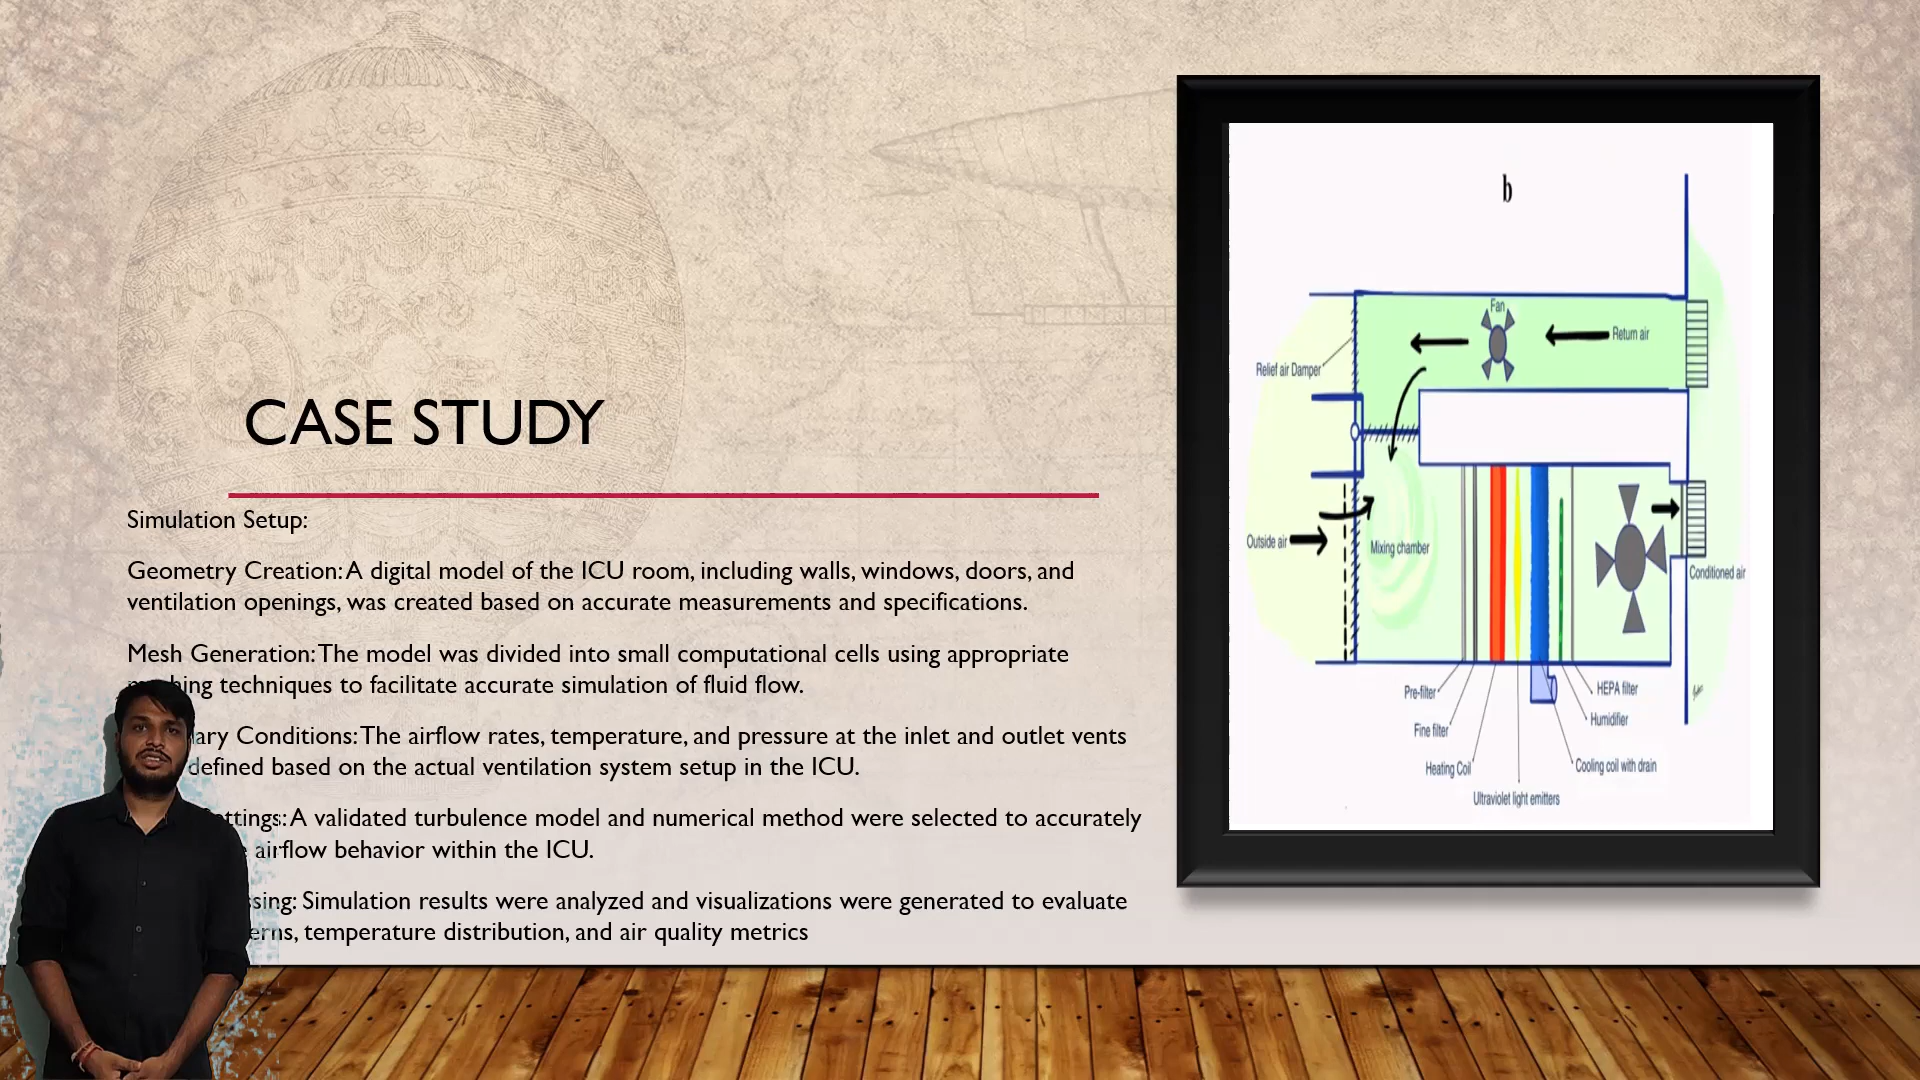 CASE STUDY
Simulation Setup:
Geometry Creation: A digital model of the ICU room, including walls, windows, doors, and
ventilation openings, was created based on accurate measurements and specifications.
Mesh Generation: The model was divided into small computational cells using appropriate
techniques to facilitate accurate simulation of fluid flow.
Conditions: The airflow rates, temperature, and pressure at the inlet and outlet vents
defined based on the actual ventilation system setup in the ICU.
A validated turbulence model and numerical method were selected to accurately
airflow behavior within the ICU.
Simulation results were analyzed and visualizations were generated to evaluate
temperature distribution, and air quality metrics
b
Fan
Return air
Relief air Damper
Outside air
Mixing chamber
Conditioned air
Pre-filter
HEPA filter
Fine filter
Humidifier
Heating Coil
Cooling coil with drain
Ultraviolet light emitters